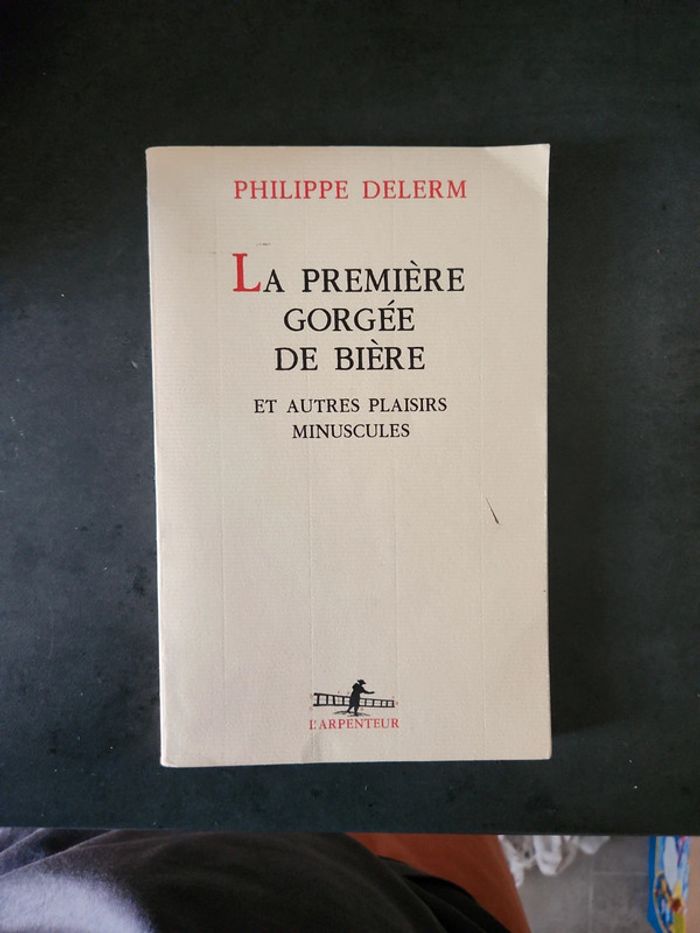 PHILIPPE DELERM
LA PREMIÈRE
GORGÉE
DE BIÈRE
ET AUTRES PLAISIRS
MINUSCULES
L'ARPENTEUR